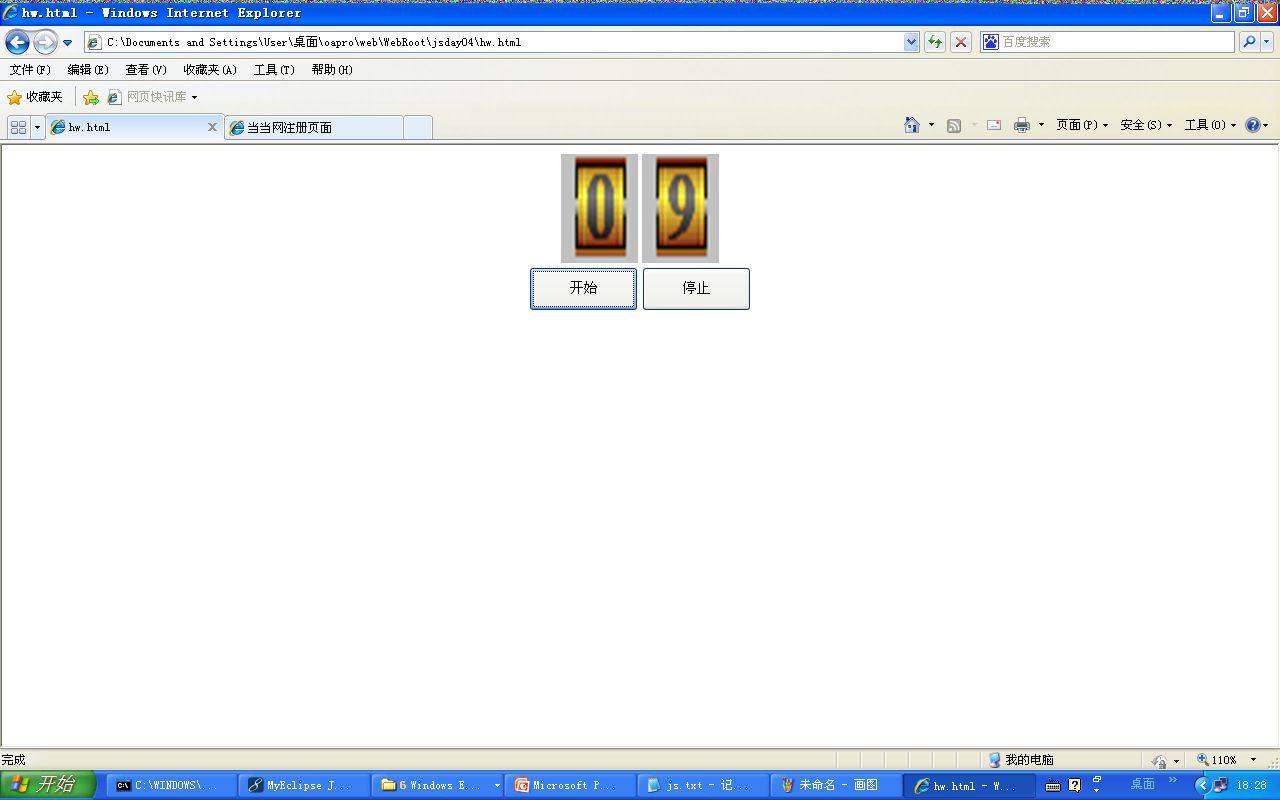 hw.html - Windows Internet Explorer
C:\Documents and Settings\User\桌面\oapro\web\WebRoot\jsday04\hw.html
百度搜索
文件(F) 编辑(E) 查看(V) 收藏夹(A) 工具(T) 帮助(H)
收藏夹 网页快讯库
hw.html 当当网注册页面 页面(P) 安全(S) 工具(O)
0 9
开始 停止
完成 我的电脑 110%
开始 C:\WINDOWS\... MyEclipse J... 6 Windows E... Microsoft P... js.txt - 记... 未命名 - 画图 hw.html - W... 桌面 18:28